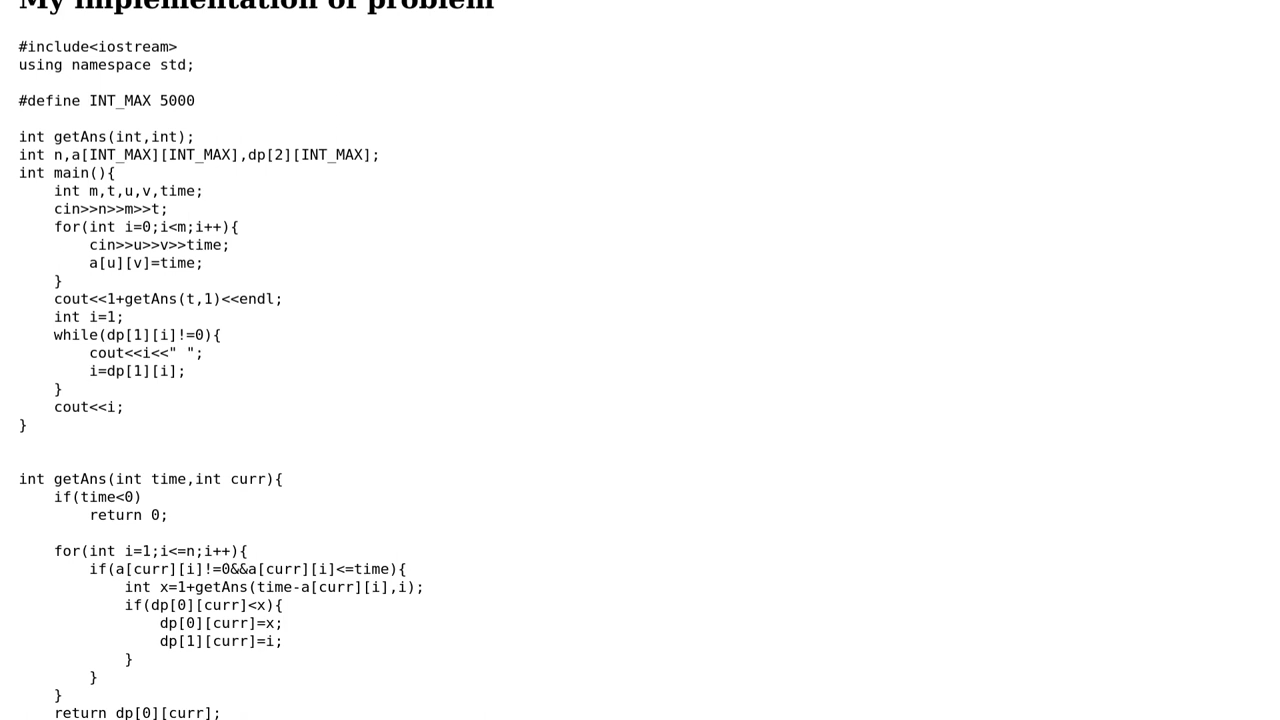 My implementation of problem
#include<iostream>
using namespace std;
#define INT_MAX 5000
int getAns(int,int);
int n,a[INT_MAX][INT_MAX],dp[2][INT_MAX];
int main(){
    int m,t,u,v,time;
    cin>>n>>m>>t;
    for(int i=0;i<m;i++){
        cin>>u>>v>>time;
        a[u][v]=time;
    }
    cout<<1+getAns(t,1)<<endl;
    int i=1;
    while(dp[1][i]!=0){
        cout<<i<<" ";
        i=dp[1][i];
    }
    cout<<i;
}
int getAns(int time,int curr){
    if(time<0)
        return 0;
    for(int i=1;i<=n;i++){
        if(a[curr][i]!=0&&a[curr][i]<=time){
            int x=1+getAns(time-a[curr][i],i);
            if(dp[0][curr]<x){
                dp[0][curr]=x;
                dp[1][curr]=i;
            }
        }
    }
    return dp[0][curr];